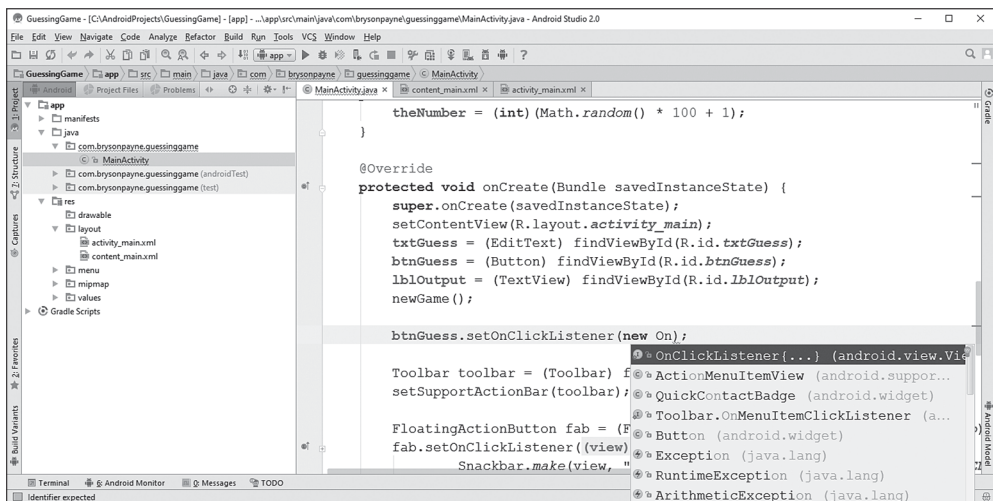 GuessingGame - [C:\AndroidProjects\GuessingGame] - [app] - ...\app\src\main\java\com\brysonpayne\guessinggame\MainActivity.java - Android Studio 2.0
File Edit View Navigate Code Analyze Refactor Build Run Tools VCS Window Help
app
GuessingGame app src main java com brysonpayne guessinggame MainActivity
Android Project Files Problems
MainActivity.java content_main.xml activity_main.xml
1: Project
7: Structure
Captures
2: Favorites
Build Variants
app
manifests
java
com.brysonpayne.guessinggame
MainActivity
com.brysonpayne.guessinggame (androidTest)
com.brysonpayne.guessinggame (test)
res
drawable
layout
activity_main.xml
content_main.xml
menu
mipmap
values
Gradle Scripts
theNumber = (int)(Math.random() * 100 + 1);
}
@Override
protected void onCreate(Bundle savedInstanceState) {
super.onCreate(savedInstanceState);
setContentView(R.layout.activity_main);
txtGuess = (EditText) findViewById(R.id.txtGuess);
btnGuess = (Button) findViewById(R.id.btnGuess);
lblOutput = (TextView) findViewById(R.id.lblOutput);
newGame();
btnGuess.setOnClickListener(new On);
Toolbar toolbar = (Toolbar) f
setSupportActionBar(toolbar);
FloatingActionButton fab = (F
fab.setOnClickListener((view)
Snackbar.make(view, "
OnClickListener{...} (android.view.Vie
ActionMenuItemView (android.suppor...
QuickContactBadge (android.widget)
Toolbar.OnMenuItemClickListener (a...
Button (android.widget)
Exception (java.lang)
RuntimeException (java.lang)
ArithmeticException (java.lang)
Gradle
Android Model
Terminal 6: Android Monitor 0: Messages TODO
Identifier expected